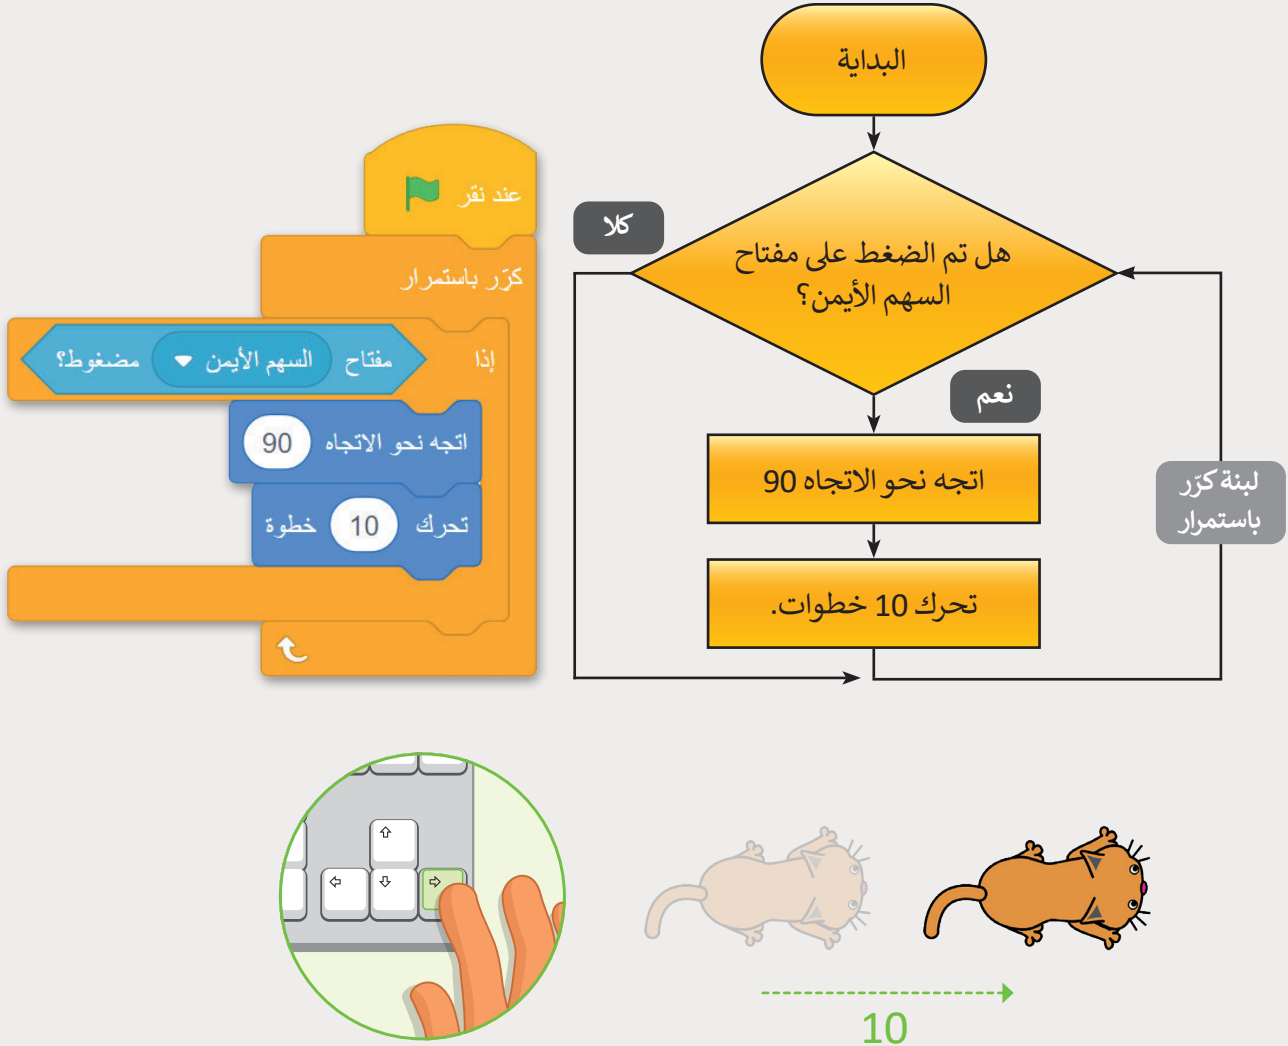 البداية
هل تم الضغط على مفتاح
السهم الأيمن؟
كلا
نعم
اتجه نحو الاتجاه 90
تحرك 10 خطوات.
لبنة كرّر
باستمرار
عند نقر
كرّر باستمرار
إذا مفتاح السهم الأيمن مضغوط؟
اتجه نحو الاتجاه 90
تحرك 10 خطوة
10